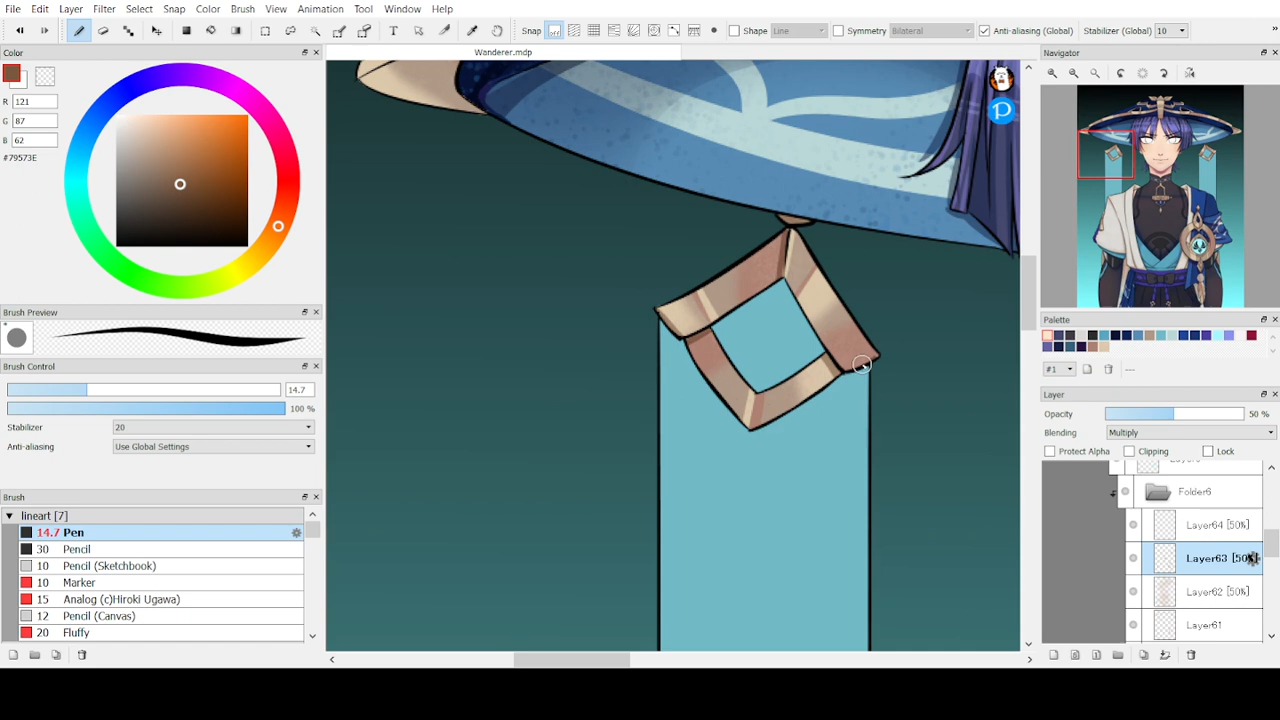 File Edit Layer Filter Select Snap Color Brush View Animation Tool Window Help
T Snap Shape Line Symmetry Bilateral Anti-aliasing (Global) Stabilizer (Global) 10
Color
Wanderer.mdp
Navigator
R 121
G 87
B 62
#79573E
Brush Preview
Palette
Brush Control
#1 ---
14.7
Layer
100 %
Opacity 50 %
Stabilizer 20
Blending Multiply
Anti-aliasing Use Global Settings
Protect Alpha Clipping Lock
Folder6
Brush
lineart [7]
Layer64 [50%]
14.7 Pen
30 Pencil
Layer63 [50%]
10 Pencil (Sketchbook)
10 Marker
Layer62 [50%]
15 Analog (c)Hiroki Ugawa)
12 Pencil (Canvas)
Layer61
20 Fluffy